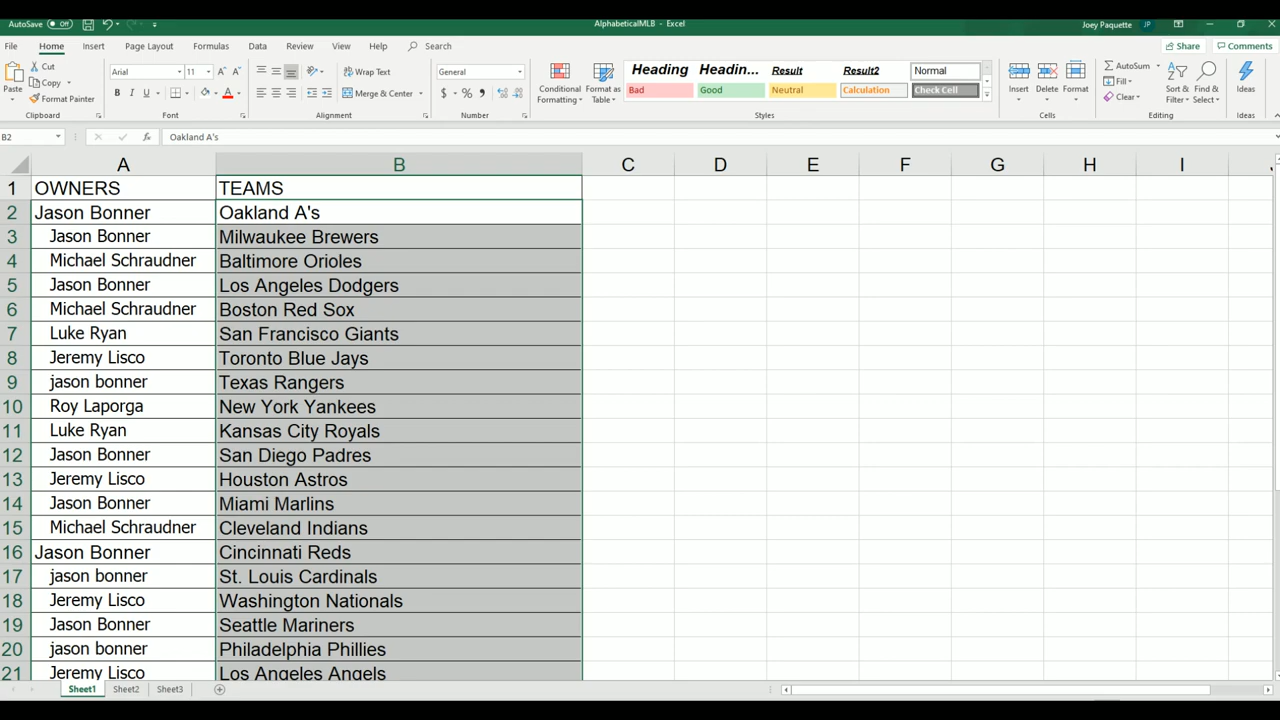 AutoSave Off AlphabeticalMLB - Excel Joey Paquette JP
File Home Insert Page Layout Formulas Data Review View Help Search Share Comments
Paste Cut Copy Format Painter Clipboard
Arial 11 A A B I U A Font
Wrap Text Merge & Center Alignment
General $ % , Number
Conditional Formatting Format as Table
Heading Headin... Result Result2 Normal
Bad Good Neutral Calculation Check Cell
Styles
Insert Delete Format Cells
AutoSum Fill Clear Sort & Filter Find & Select Editing
Ideas Ideas
B2 fx Oakland A's
A B C D E F G H I
1 OWNERS TEAMS
2 Jason Bonner Oakland A's
3 Jason Bonner Milwaukee Brewers
4 Michael Schraudner Baltimore Orioles
5 Jason Bonner Los Angeles Dodgers
6 Michael Schraudner Boston Red Sox
7 Luke Ryan San Francisco Giants
8 Jeremy Lisco Toronto Blue Jays
9 jason bonner Texas Rangers
10 Roy Laporga New York Yankees
11 Luke Ryan Kansas City Royals
12 Jason Bonner San Diego Padres
13 Jeremy Lisco Houston Astros
14 Jason Bonner Miami Marlins
15 Michael Schraudner Cleveland Indians
16 Jason Bonner Cincinnati Reds
17 jason bonner St. Louis Cardinals
18 Jeremy Lisco Washington Nationals
19 Jason Bonner Seattle Mariners
20 jason bonner Philadelphia Phillies
21 Jeremy Lisco Los Angeles Angels
Sheet1 Sheet2 Sheet3